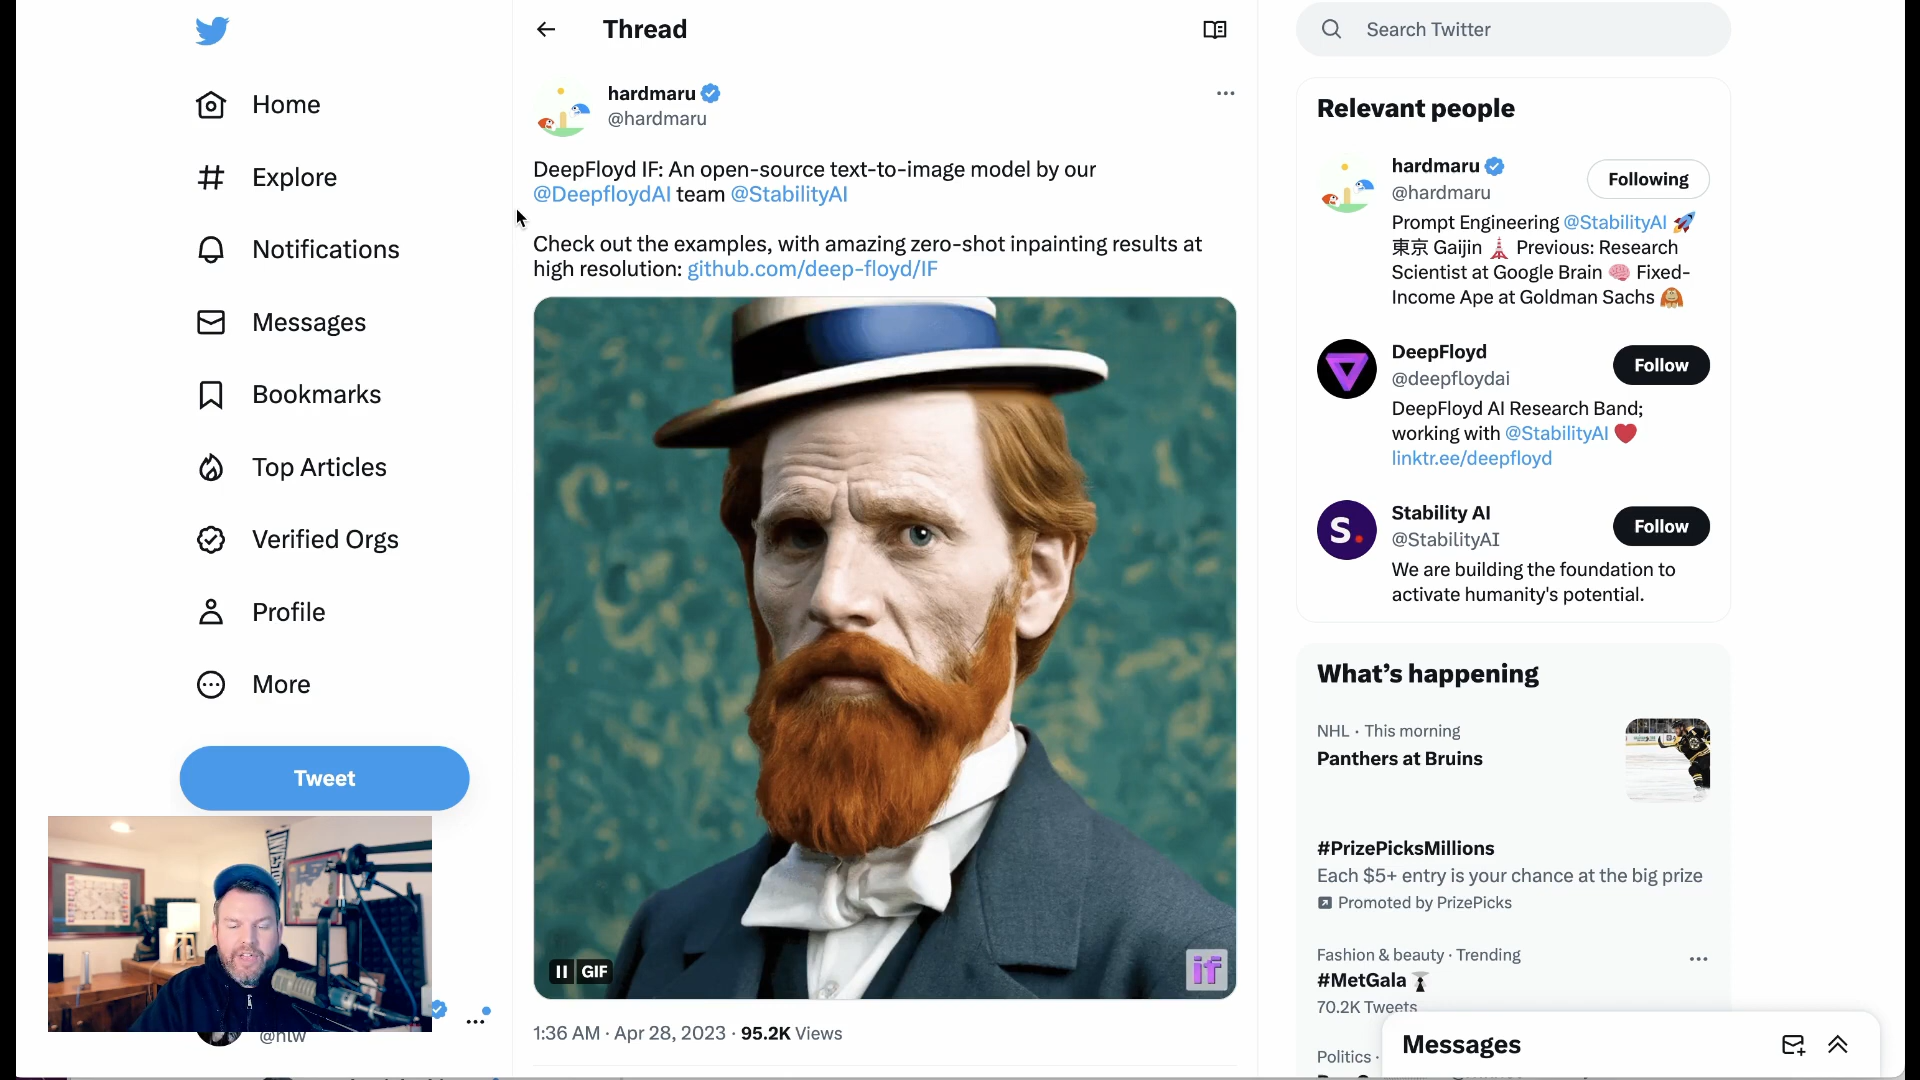 Home
Explore
Notifications
Messages
Bookmarks
Top Articles
Verified Orgs
Profile
More
Tweet
Thread
hardmaru
@hardmaru
DeepFloyd IF: An open-source text-to-image model by our
@DeepfloydAI team @StabilityAI
Check out the examples, with amazing zero-shot inpainting results at
high resolution: github.com/deep-floyd/IF
GIF
if
1:36 AM · Apr 28, 2023 · 95.2K Views
Search Twitter
Relevant people
hardmaru
@hardmaru
Following
Prompt Engineering @StabilityAI 🚀
東京 Gaijin 🗼 Previous: Research
Scientist at Google Brain 🧠 Fixed-
Income Ape at Goldman Sachs 🦧
DeepFloyd
@deepfloydai
Follow
DeepFloyd AI Research Band;
working with @StabilityAI ❤️
linktr.ee/deepfloyd
Stability AI
@StabilityAI
Follow
S.
We are building the foundation to
activate humanity's potential.
What's happening
NHL · This morning
Panthers at Bruins
#PrizePicksMillions
Each $5+ entry is your chance at the big prize
Promoted by PrizePicks
Fashion & beauty · Trending
#MetGala
70.2K Tweets
Politics ·
Messages